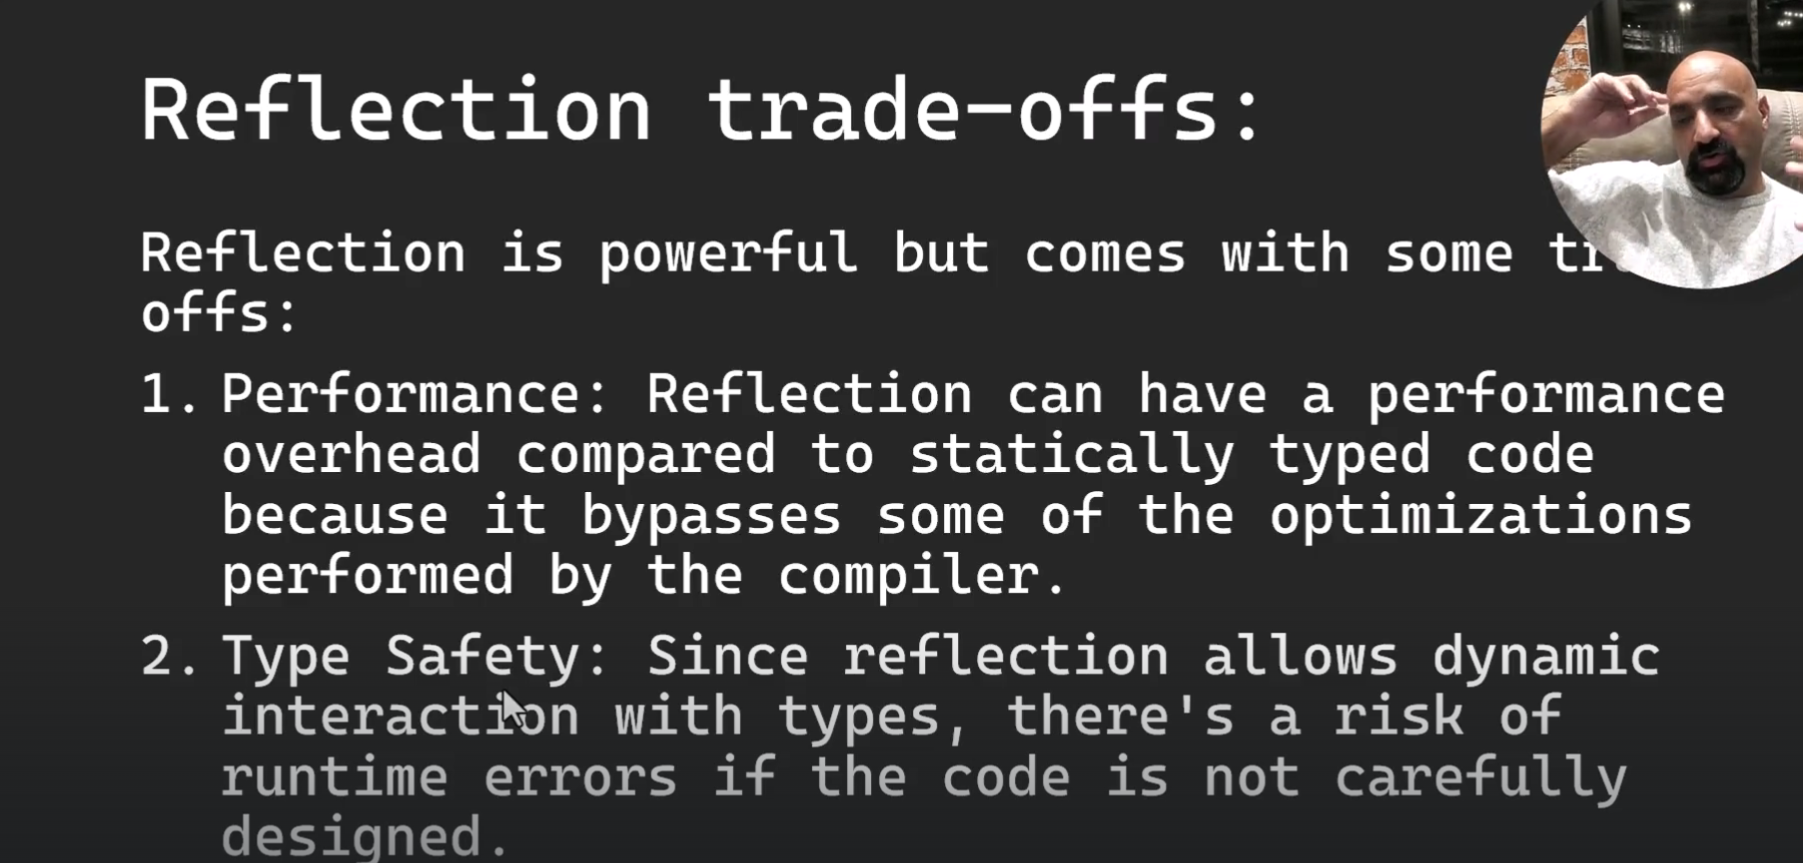 Reflection trade-offs:
Reflection is powerful but comes with some
offs:
1. Performance: Reflection can have a performance
overhead compared to statically typed code
because it bypasses some of the optimizations
performed by the compiler.
2. Type Safety: Since reflection allows dynamic
interaction with types, there's a risk of
runtime errors if the code is not carefully
designed.